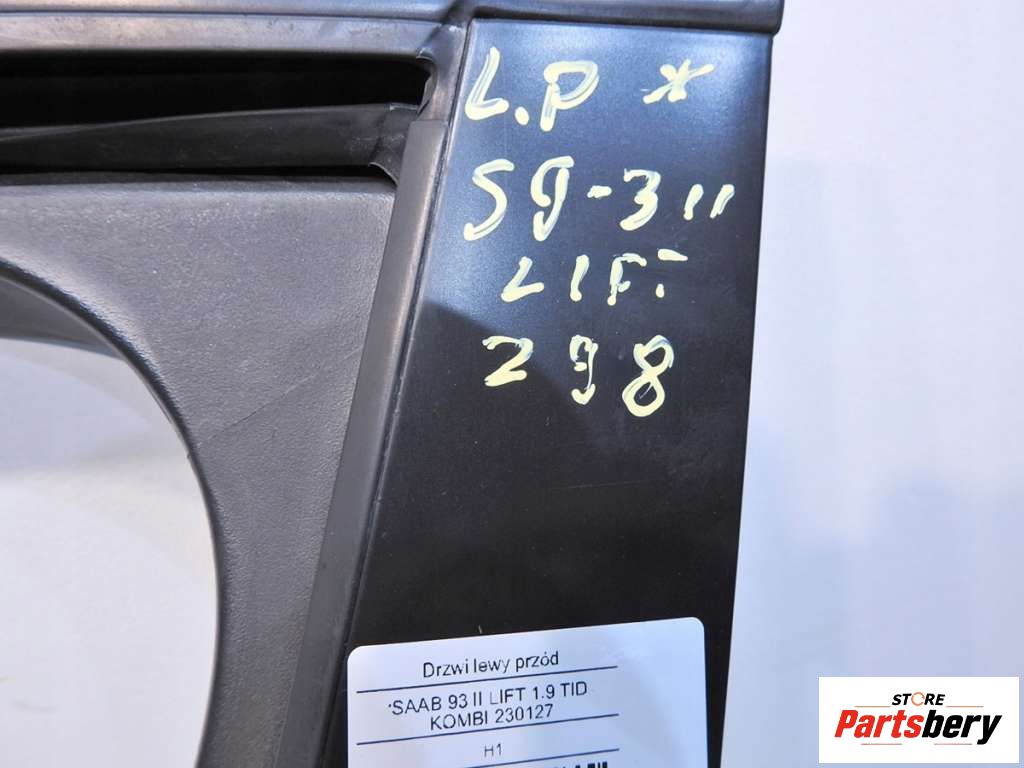 L.P *
S 9-3 II
LIFT
298
Drzwi lewy przód
SAAB 93 II LIFT 1.9 TID
KOMBI 230127
H1
STORE
Partsbery